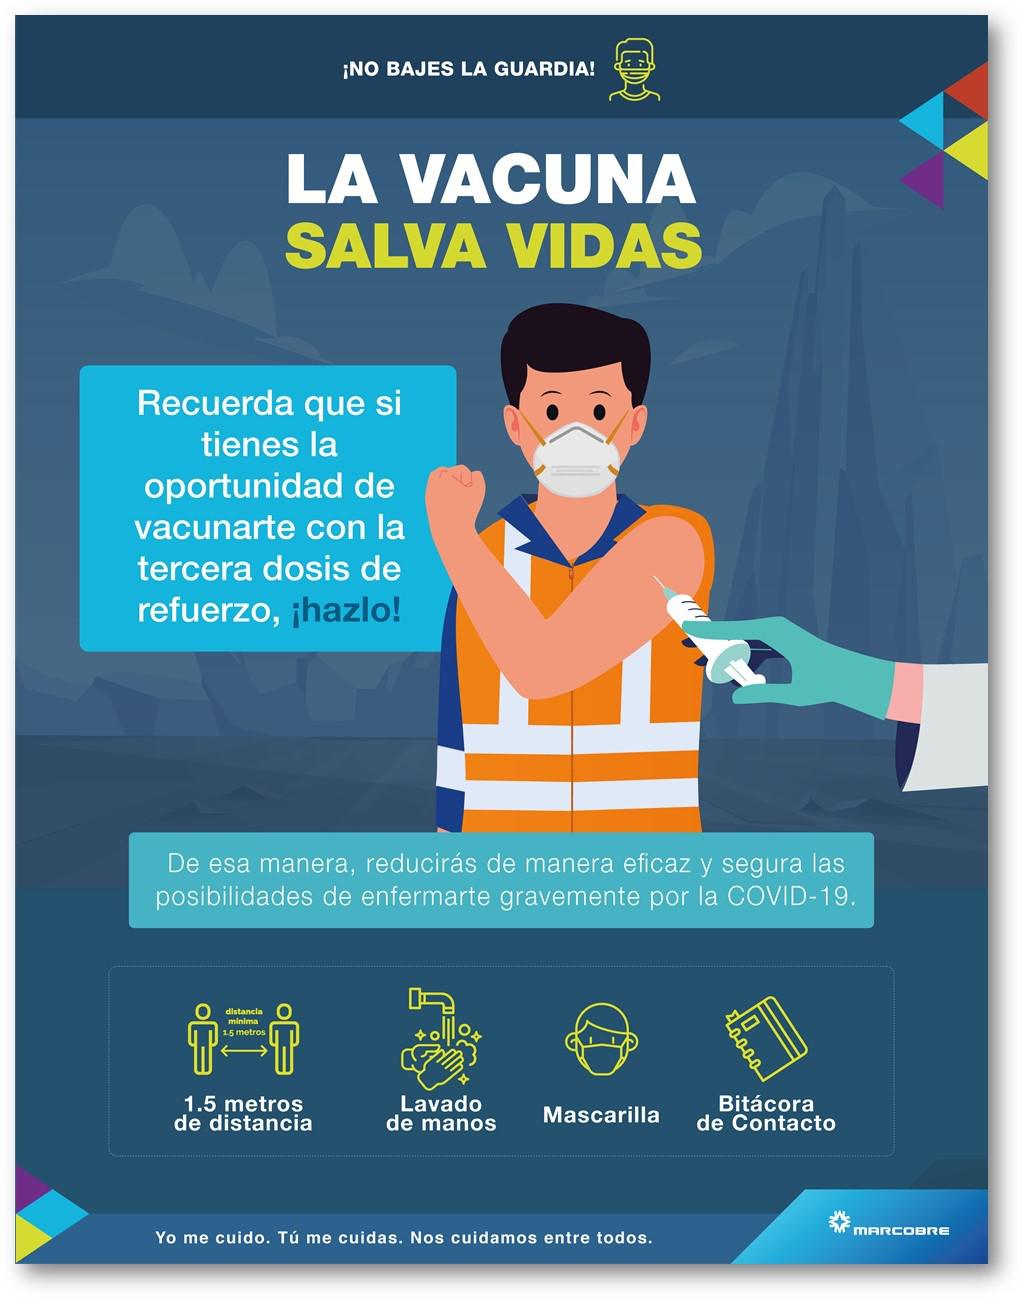 ¡NO BAJES LA GUARDIA!
LA VACUNA
SALVA VIDAS
Recuerda que si
tienes la
oportunidad de
vacunarte con la
tercera dosis de
refuerzo, ¡hazlo!
De esa manera, reducirás de manera eficaz y segura las
posibilidades de enfermarte gravemente por la COVID-19.
distancia
mínima
1.5 metros
1.5 metros
de distancia
Lavado
de manos
Mascarilla
Bitácora
de Contacto
Yo me cuido. Tú me cuidas. Nos cuidamos entre todos.
MARCOBRE